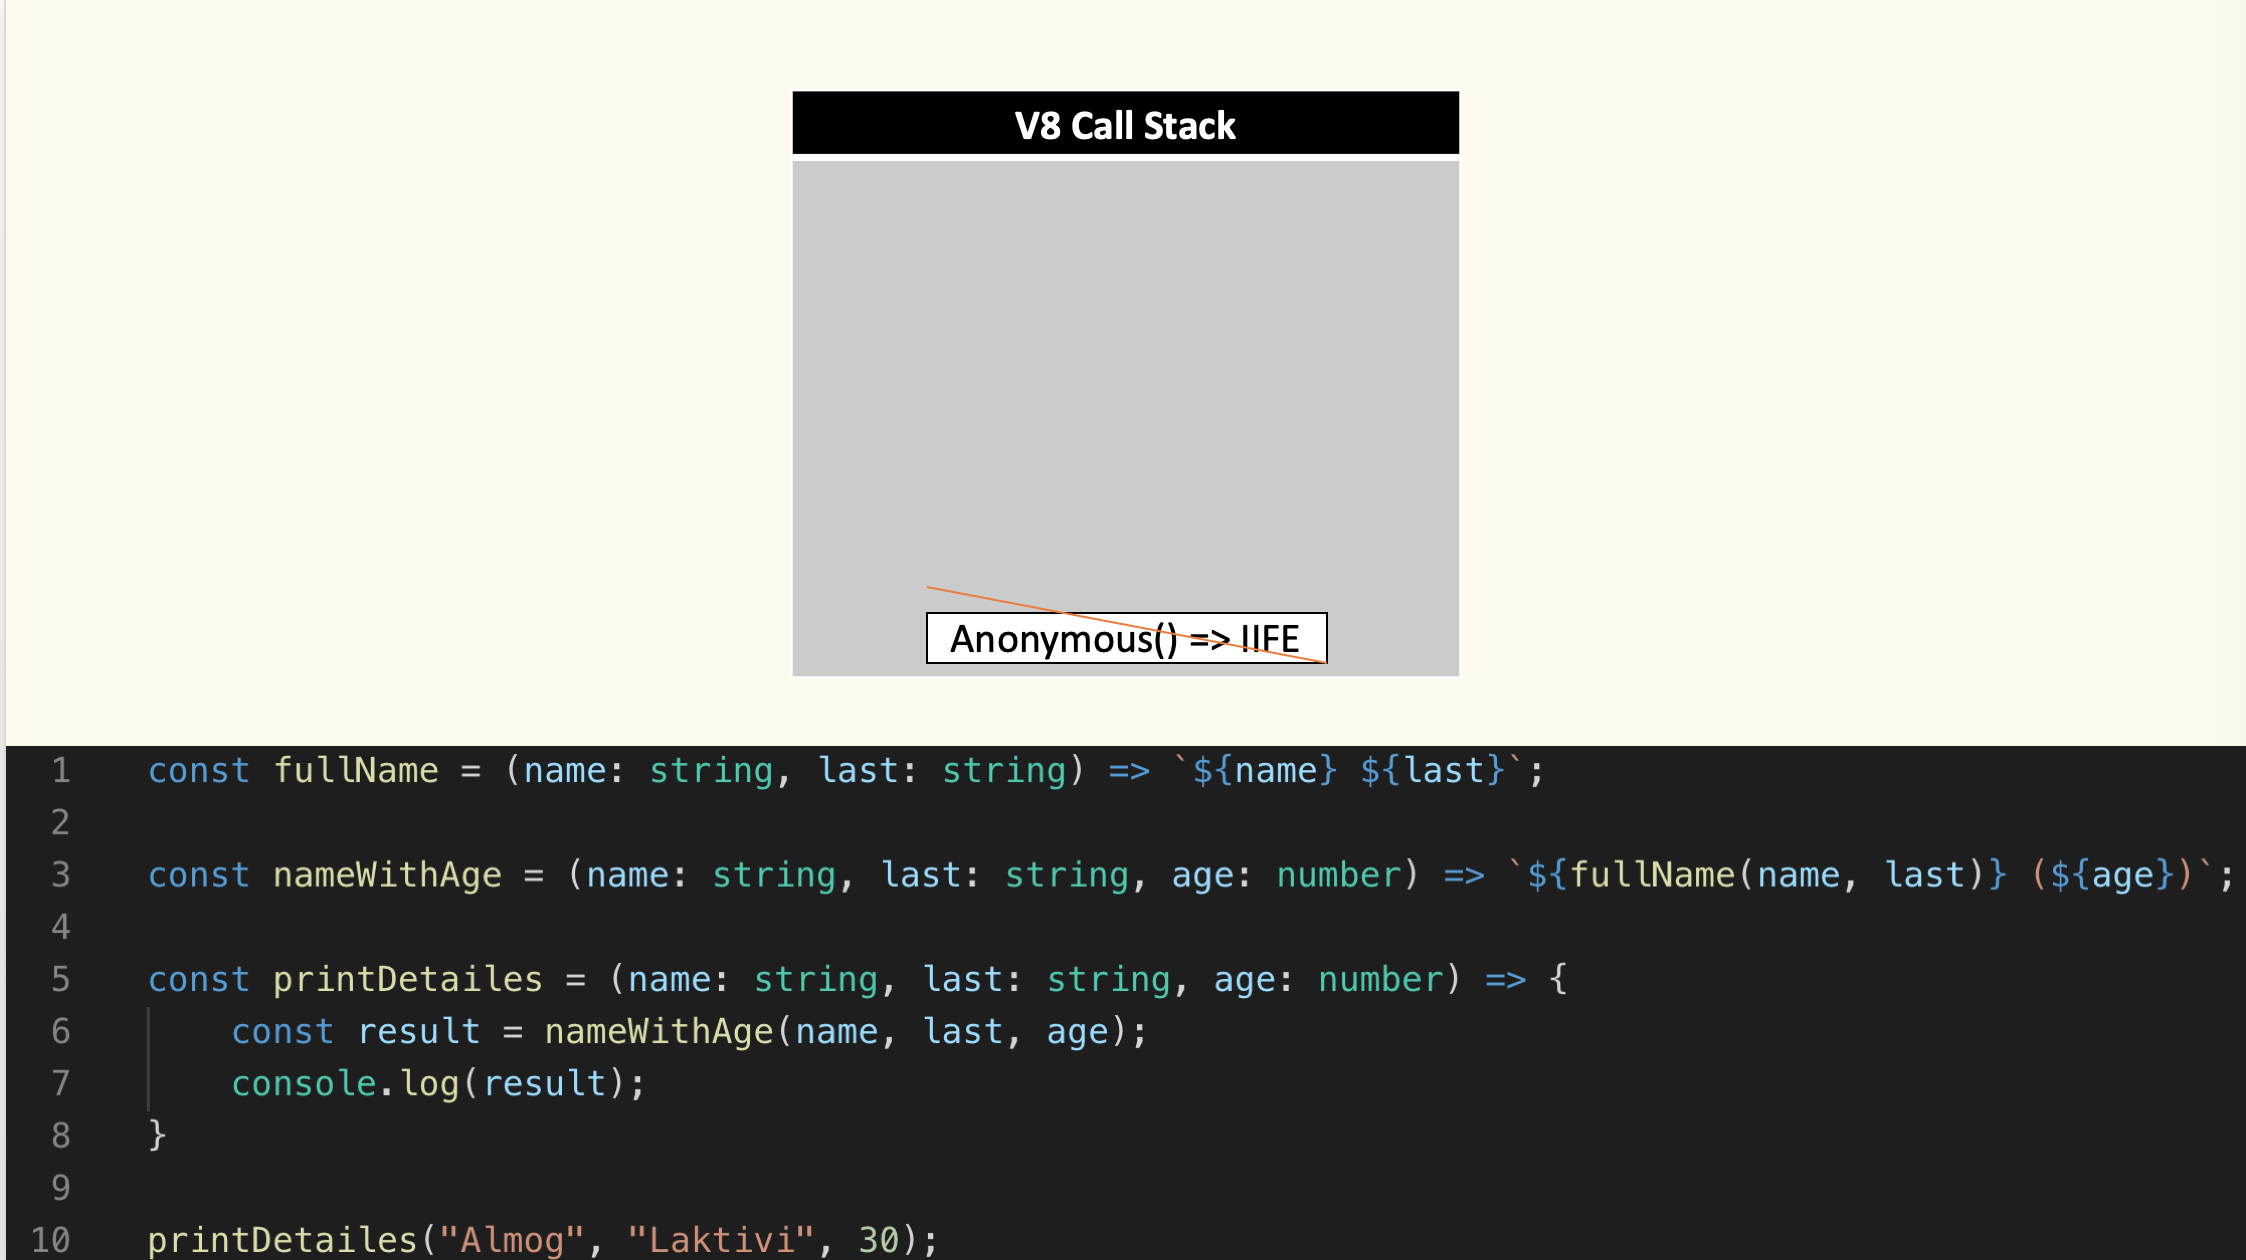 V8 Call Stack
Anonymous() => IIFE
1 const fullName = (name: string, last: string) => `${name} ${last}`;
2
3 const nameWithAge = (name: string, last: string, age: number) => `${fullName(name, last)} (${age})`;
4
5 const printDetailes = (name: string, last: string, age: number) => {
6 const result = nameWithAge(name, last, age);
7 console.log(result);
8 }
9
10 printDetailes("Almog", "Laktivi", 30);